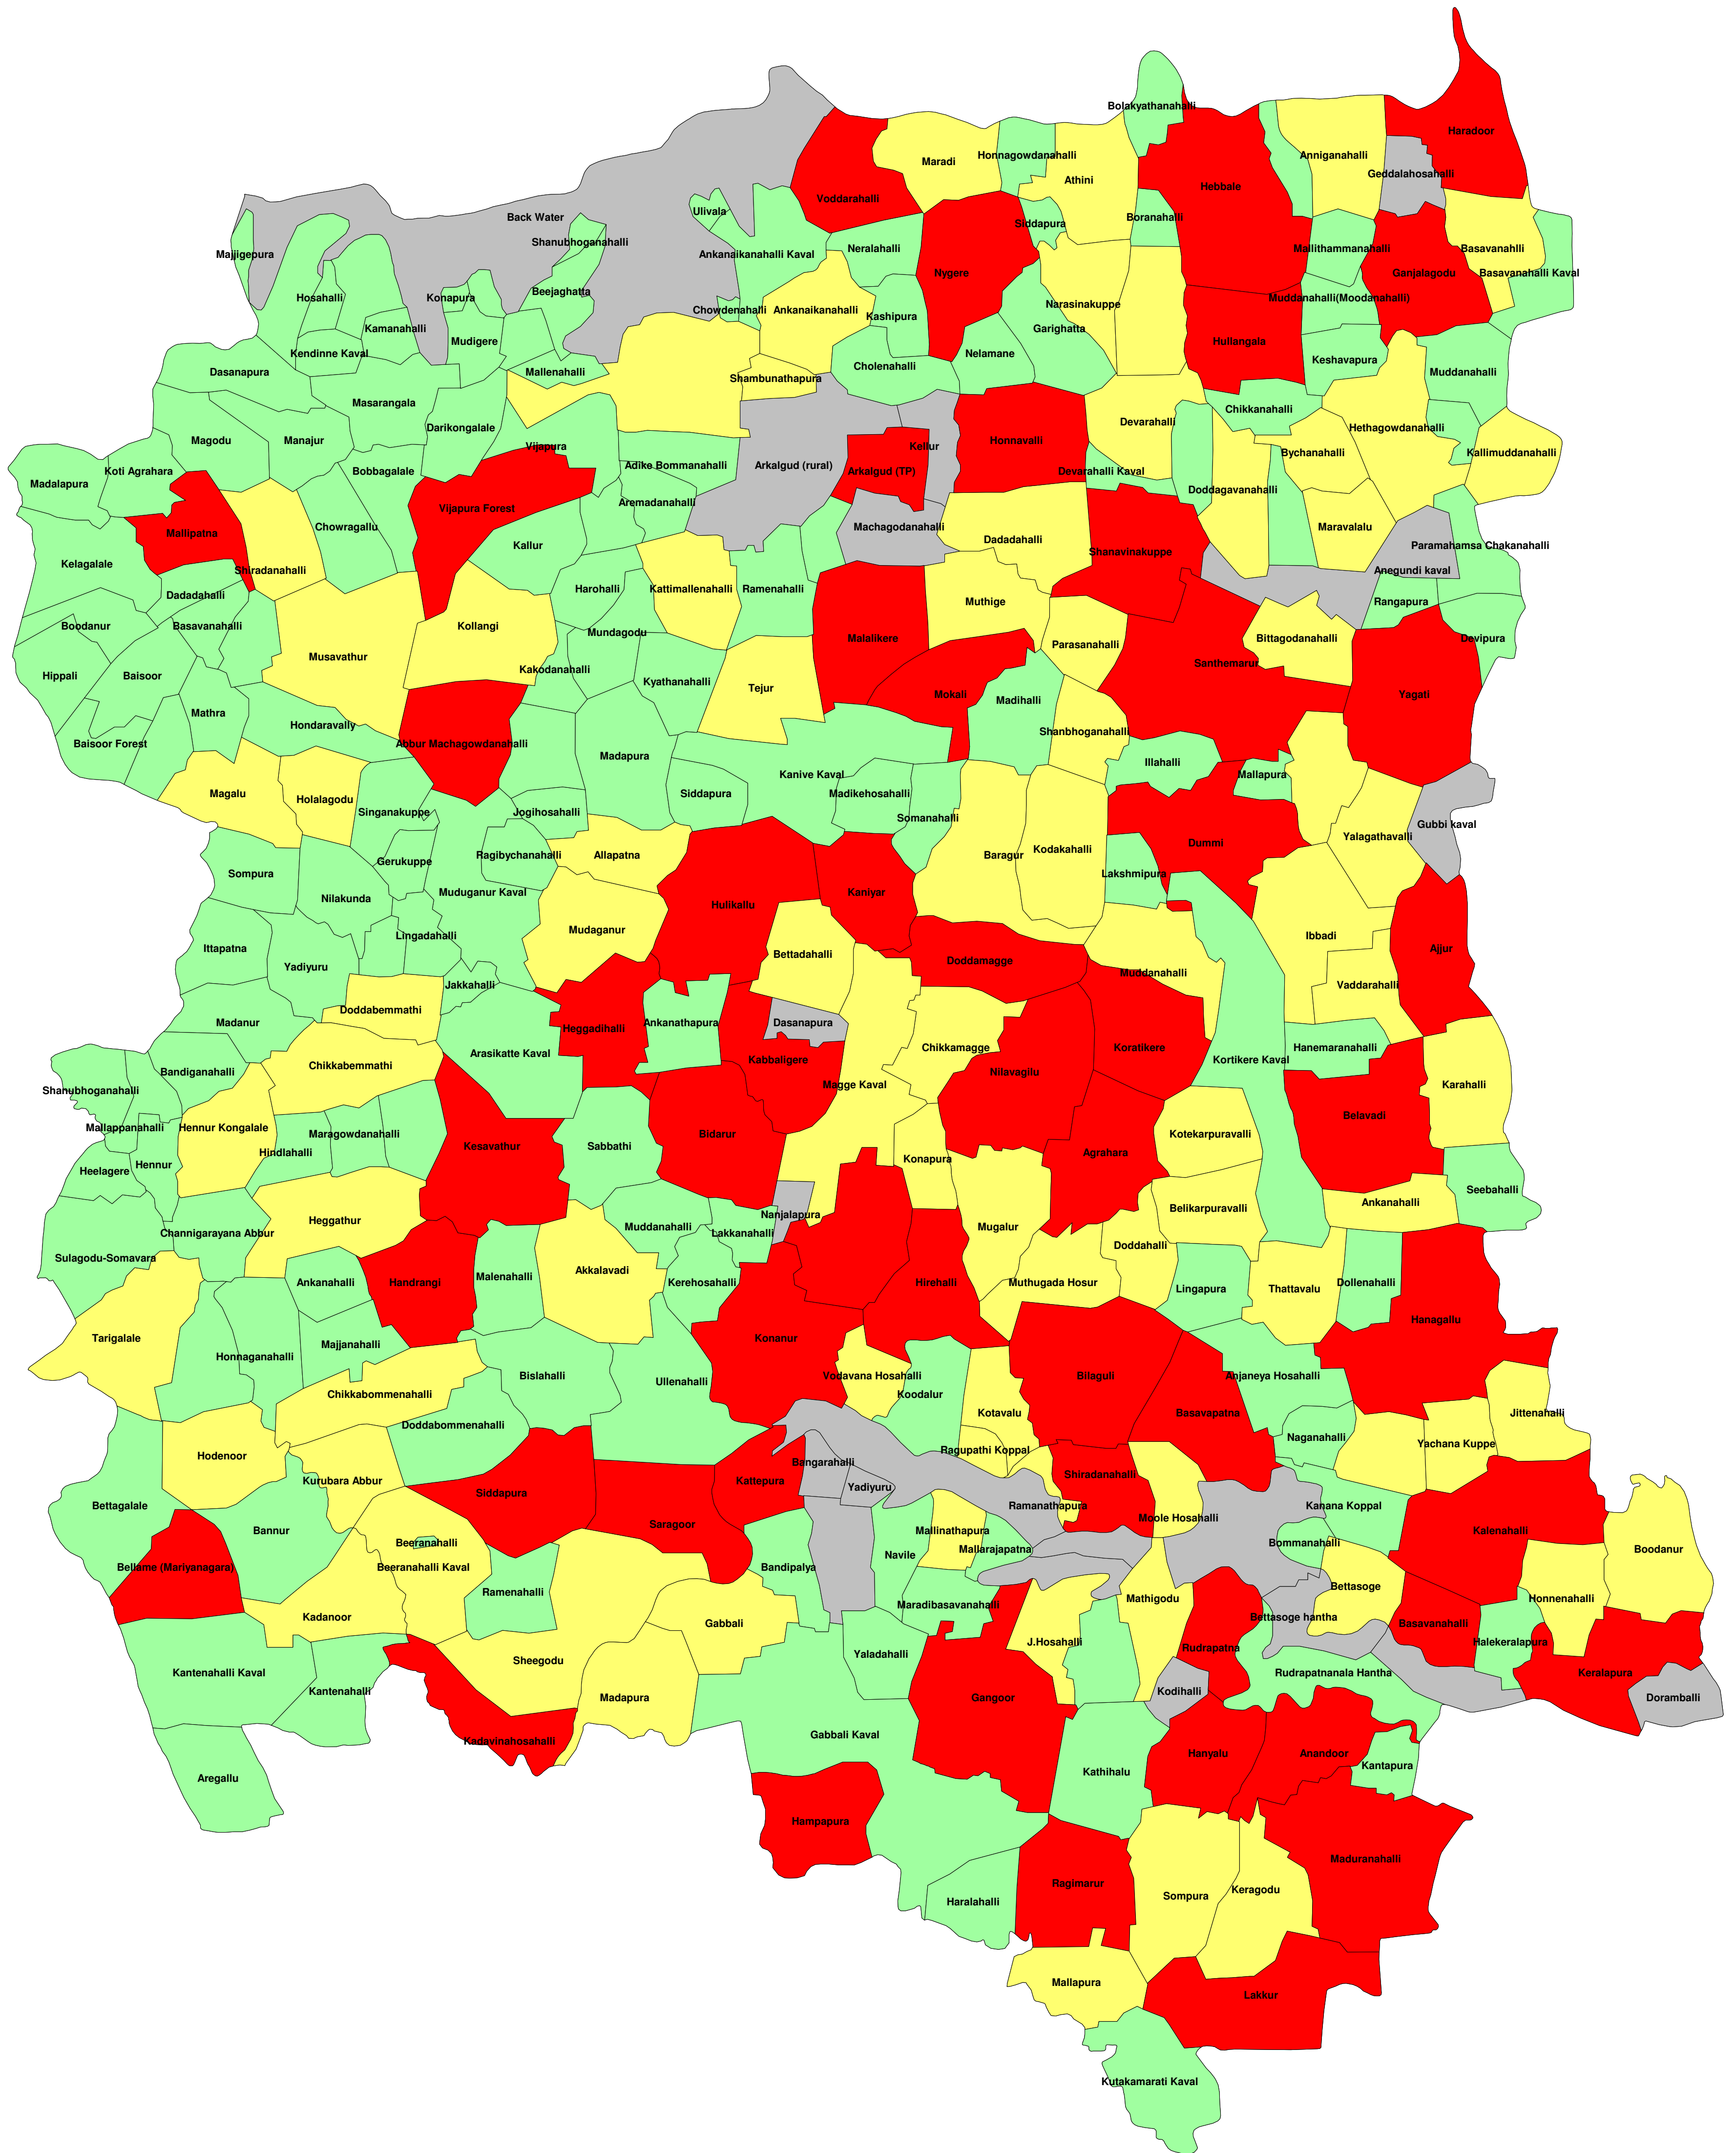 Bolakyathanahalli
Haradoor
Honnagowdanahalli
Anniganahalli
Maradi
Geddalahosahalli
Athini
Hebbale
Voddarahalli
Ulivala
Back Water
Boranahalli
Siddapura
Shanubhoganahalli
Neralahalli
Mallithammanahalli
Basavanahlli
Majjigepura
Ankanaikanahalli Kaval
Nygere
Ganjalagodu
Basavanahalli Kaval
Beejaghatta
Hosahalli
Konapura
Muddanahalli(Moodanahalli)
Narasinakuppe
Chowdenahalli
Ankanaikanahalli
Kashipura
Kamanahalli
Garighatta
Mudigere
Hullangala
Kendinne Kaval
Nelamane
Keshavapura
Cholenahalli
Dasanapura
Mallenahalli
Muddanahalli
Shambunathapura
Masarangala
Chikkanahalli
Devarahalli
Darikongalale
Hethagowdanahalli
Magodu
Manajur
Honnavalli
Vijapura
Kellur
Bychanahalli
Kallimuddanahalli
Adike Bommanahalli
Arkalgud (rural)
Koti Agrahara
Bobbagalale
Arkalgud (TP)
Devarahalli Kaval
Madalapura
Doddagavanahalli
Aremadanahalli
Vijapura Forest
Chowragallu
Machagodanahalli
Maravalalu
Mallipatna
Dadadahalli
Kallur
Paramahamsa Chakanahalli
Shanavinakuppe
Kelagalale
Shiradanahalli
Anegundi kaval
Harohalli
Kattimallenahalli
Ramenahalli
Dadadahalli
Muthige
Rangapura
Boodanur
Basavanahalli
Kollangi
Mundagodu
Malalikere
Bittagodanahalli
Devipura
Parasanahalli
Musavathur
Santhemarur
Kakodanahalli
Hippali
Baisoor
Kyathanahalli
Tejur
Mokali
Yagati
Madihalli
Mathra
Hondaravally
Shanbhoganahalli
Baisoor Forest
Abbur Machagowdanahalli
Madapura
Illahalli
Kanive Kaval
Mallapura
Magalu
Siddapura
Madikehosahalli
Holalagodu
Singanakuppe
Jogihosahalli
Somanahalli
Gubbi kaval
Yalagathavalli
Dummi
Kodakahalli
Ragibychanahalli
Allapatna
Baragur
Gerukuppe
Sompura
Lakshmipura
Muduganur Kaval
Kaniyar
Nilakunda
Hulikallu
Mudaganur
Lingadahalli
Ibbadi
Ittapatna
Ajjur
Bettadahalli
Doddamagge
Yadiyuru
Muddanahalli
Jakkahalli
Vaddarahalli
Doddabemmathi
Madanur
Ankanathapura
Dasanapura
Heggadihalli
Chikkamagge
Koratikere
Hanemaranahalli
Arasikatte Kaval
Kabbaligere
Kortikere Kaval
Chikkabemmathi
Bandiganahalli
Nilavagilu
Magge Kaval
Karahalli
Shanubhoganahalli
Belavadi
Mallappanahalli
Hennur Kongalale
Maragowdanahalli
Bidarur
Kotekarpuravalli
Kesavathur
Sabbathi
Hindlahalli
Agrahara
Konapura
Hennur
Heelagere
Seebahalli
Ankanahalli
Belikarpuravalli
Nanjalapura
Heggathur
Muddanahalli
Mugalur
Channigarayana Abbur
Lakkanahalli
Doddahalli
Sulagodu-Somavara
Akkalavadi
Malenahalli
Ankanahalli
Handrangi
Kerehosahalli
Hirehalli
Muthugada Hosur
Dollenahalli
Lingapura
Thattavalu
Hanagallu
Tarigalale
Konanur
Majjanahalli
Honnaganahalli
Bislahalli
Vodavana Hosahalli
Bilaguli
Anjaneya Hosahalli
Ullenahalli
Chikkabommenahalli
Koodalur
Kotavalu
Basavapatna
Jittenahalli
Doddabommenahalli
Naganahalli
Yachana Kuppe
Ragupathi Koppal
Hodenoor
Bangarahalli
Shiradanahalli
Kurubara Abbur
Kattepura
Yadiyuru
Siddapura
Bettagalale
Ramanathapura
Kanana Koppal
Moole Hosahalli
Saragoor
Bannur
Mallinathapura
Kalenahalli
Beeranahalli
Bommanahalli
Mallarajapatna
Boodanur
Navile
Bellame (Mariyanagara)
Beeranahalli Kaval
Bandipalya
Bettasoge
Ramenahalli
Mathigodu
Honnenahalli
Maradibasavanahalli
Kadanoor
Bettasoge hantha
Gabbali
Basavanahalli
J.Hosahalli
Halekeralapura
Rudrapatna
Yaladahalli
Sheegodu
Kantenahalli Kaval
Rudrapatnanala Hantha
Keralapura
Kantenahalli
Kodihalli
Madapura
Gangoor
Doramballi
Gabbali Kaval
Kadavinahosahalli
Hanyalu
Anandoor
Kantapura
Kathihalu
Aregallu
Hampapura
Maduranahalli
Ragimarur
Keragodu
Sompura
Haralahalli
Mallapura
Lakkur
Kutakamarati Kaval